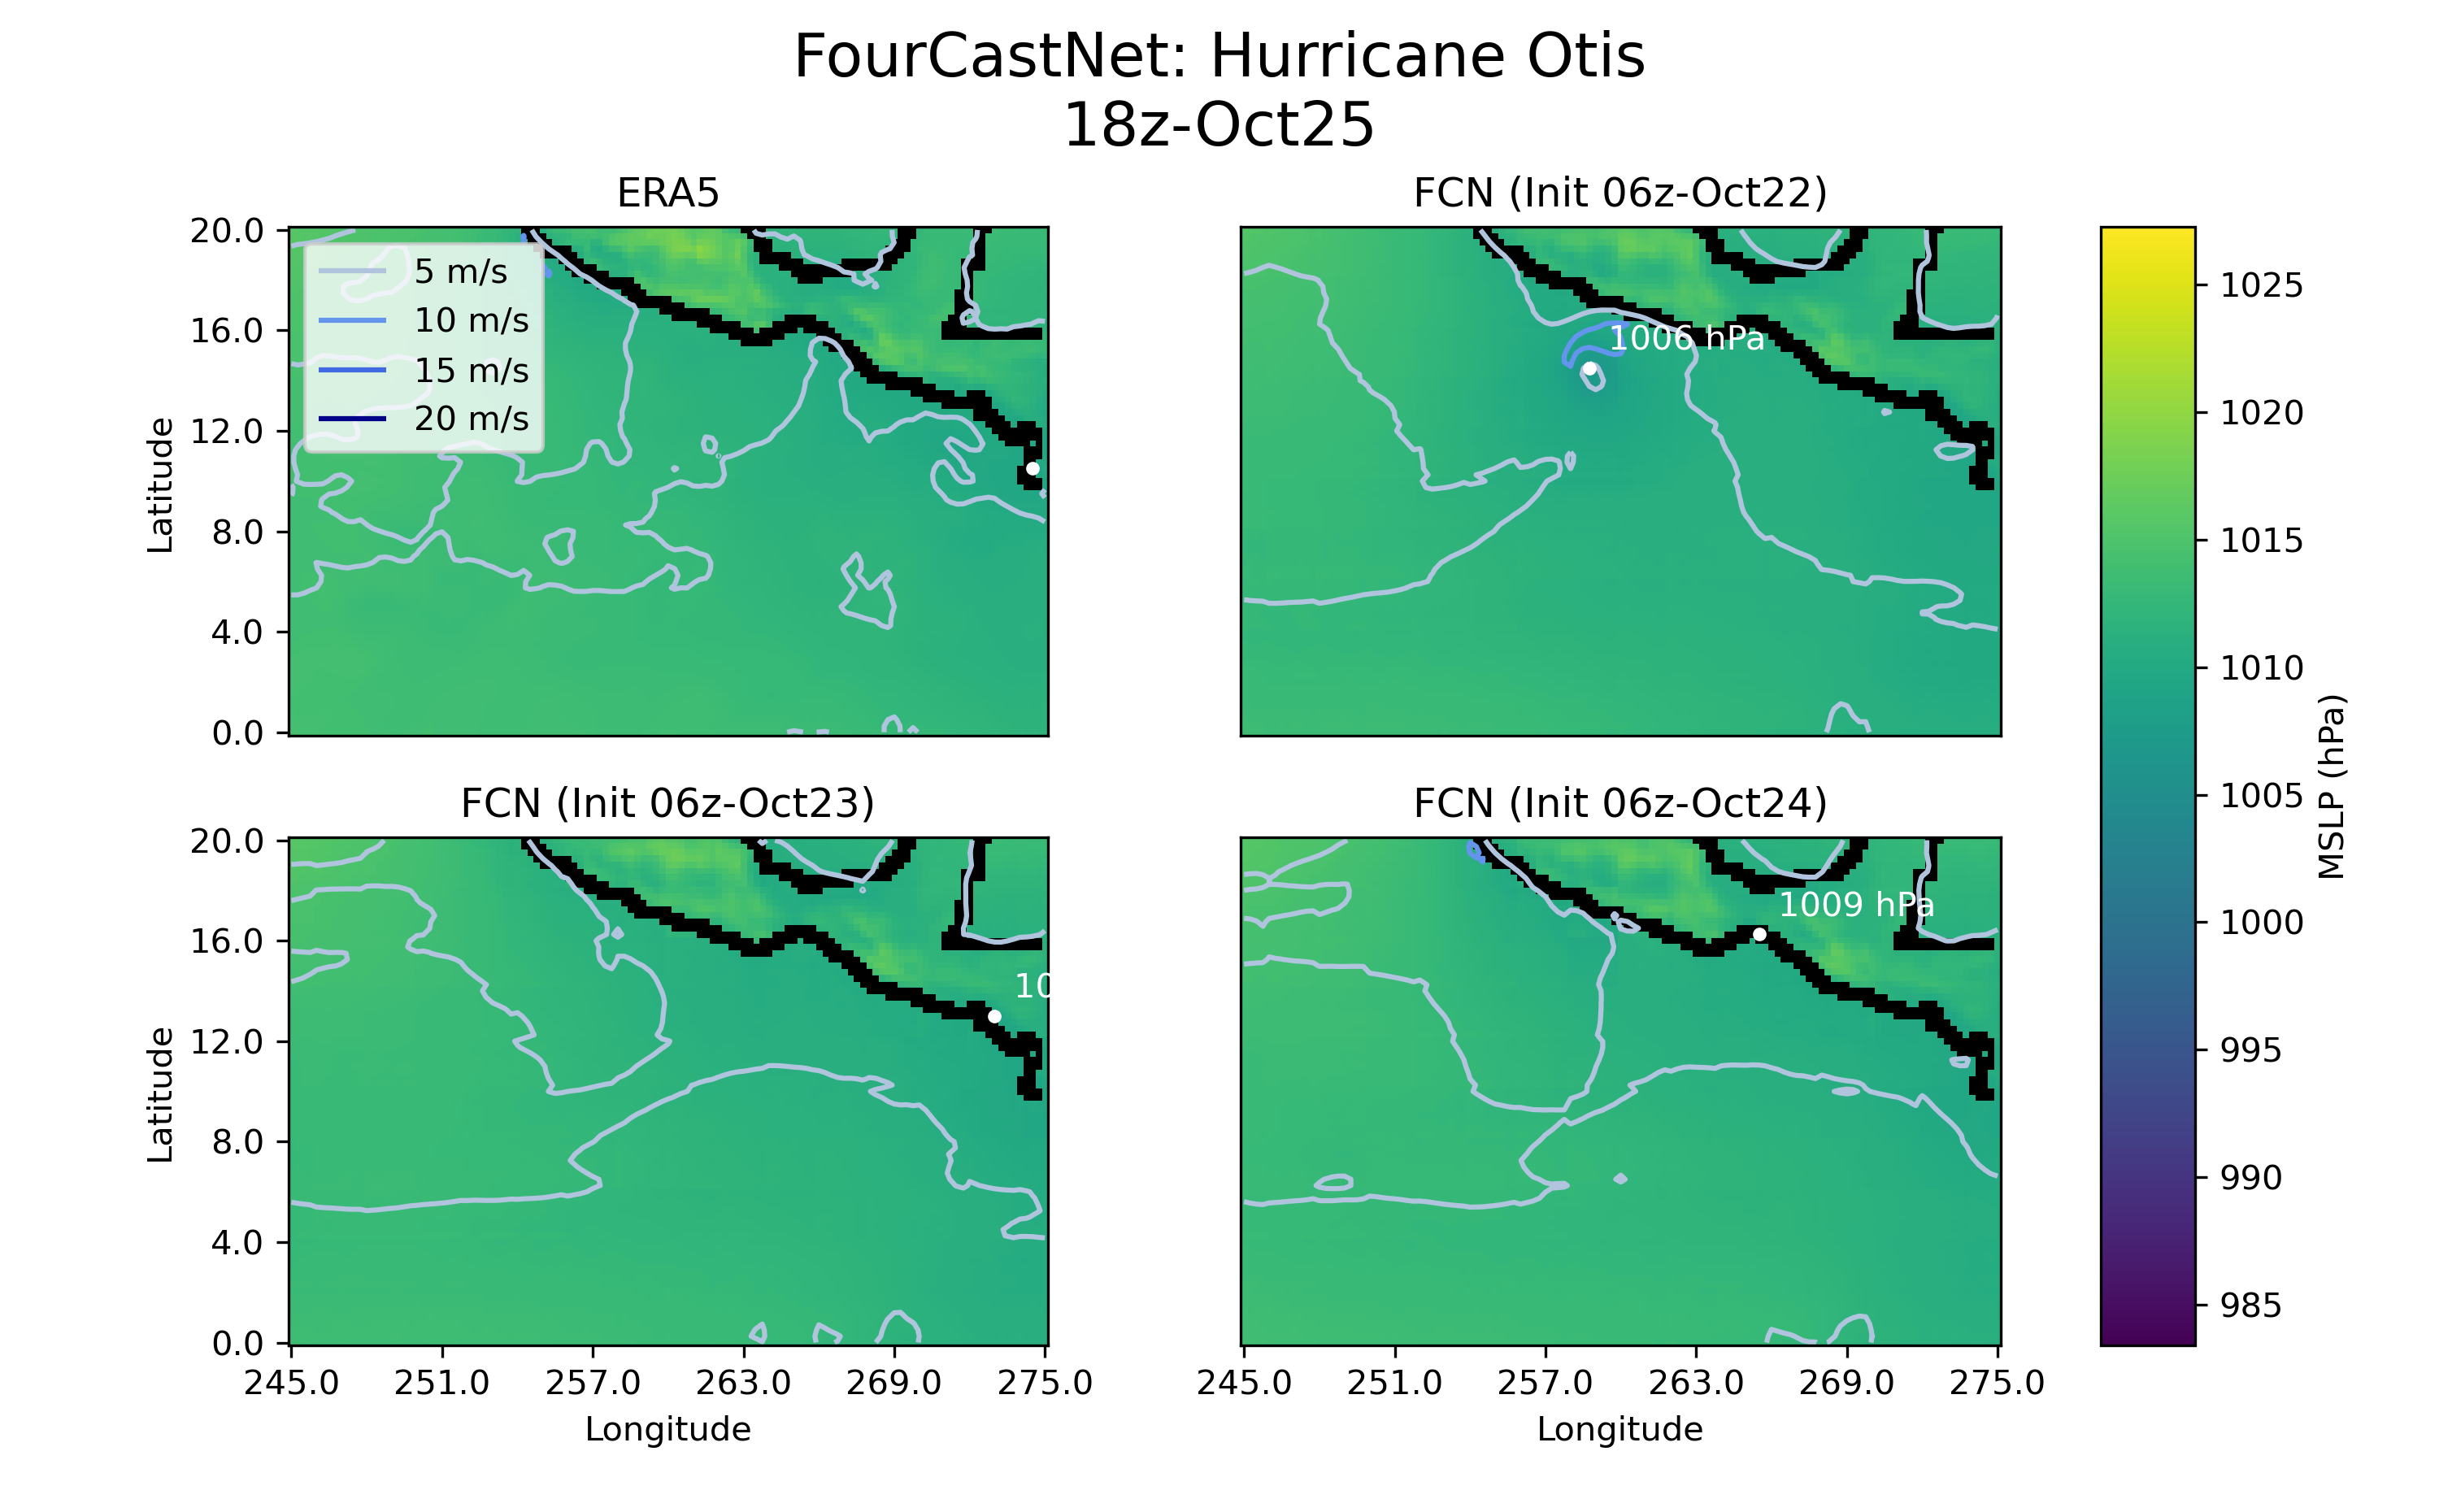 FourCastNet: Hurricane Otis
18z-Oct25
ERA5
FCN (Init 06z-Oct22)
20.0
16.0
12.0
8.0
4.0
0.0
Latitude
5 m/s
10 m/s
15 m/s
20 m/s
1006 hPa
FCN (Init 06z-Oct23)
FCN (Init 06z-Oct24)
20.0
16.0
12.0
8.0
4.0
0.0
Latitude
10
1009 hPa
245.0 251.0 257.0 263.0 269.0 275.0
Longitude
245.0 251.0 257.0 263.0 269.0 275.0
Longitude
1025
1020
1015
1010
1005
1000
995
990
985
MSLP (hPa)